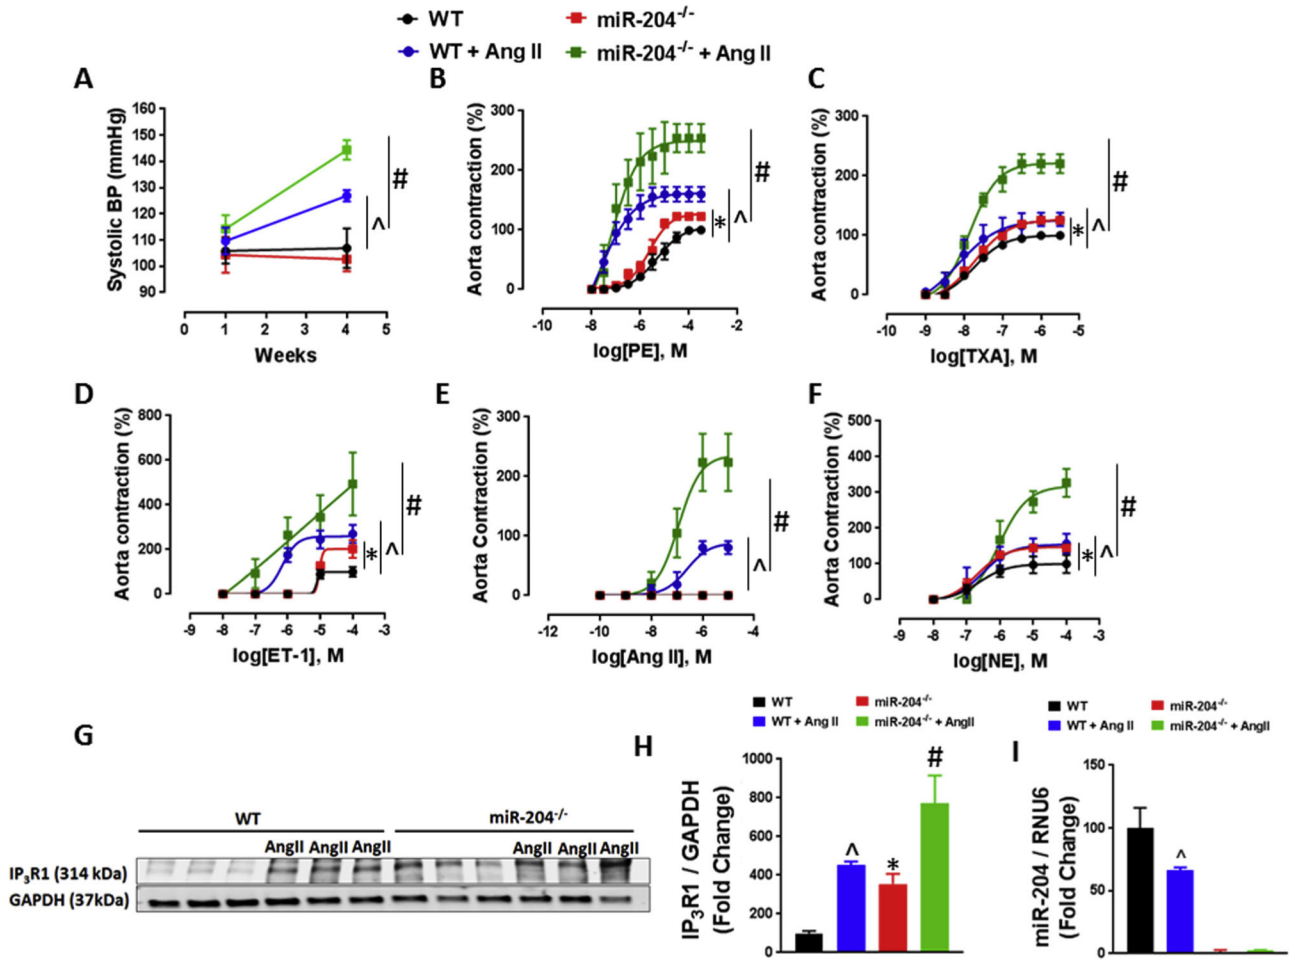 WT
miR-204-/-
WT + Ang II
miR-204-/- + Ang II
A
B
C
Systolic BP (mmHg)
160
150
140
130
120
110
100
90
0
1
2
3
4
5
Weeks
#
^
Aorta contraction (%)
300
200
100
0
-10
-8
-6
-4
-2
log[PE], M
*
^
#
Aorta contraction (%)
300
200
100
0
-10
-9
-8
-7
-6
-5
log[TXA], M
*
^
#
D
E
F
Aorta contraction (%)
800
600
400
200
0
-9
-8
-7
-6
-5
-4
-3
log[ET-1], M
*
^
#
Aorta Contraction (%)
300
200
100
0
-12
-10
-8
-6
-4
log[Ang II], M
^
#
Aorta Contraction (%)
500
400
300
200
100
0
-9
-8
-7
-6
-5
-4
-3
log[NE], M
*
^
#
G
WT
miR-204-/-
AngII AngII AngII AngII AngII AngII
IP3R1 (314 kDa)
GAPDH (37kDa)
H
WT
miR-204-/-
WT + Ang II
miR-204-/- + AngII
IP3R1 / GAPDH
(Fold Change)
1000
800
600
400
200
0
^
*
#
I
WT
miR-204-/-
WT + Ang II
miR-204-/- + AngII
miR-204 / RNU6
(Fold Change)
150
100
50
0
^